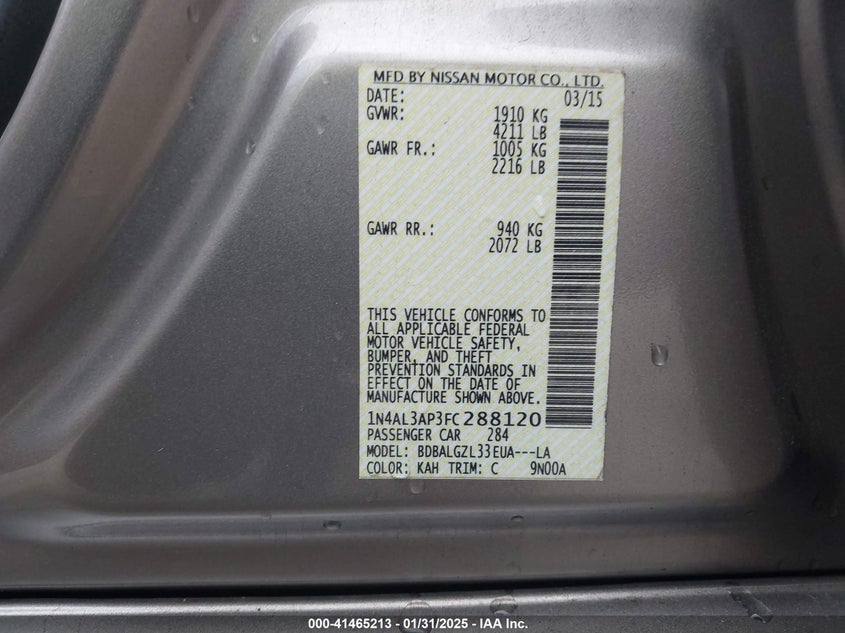 MFD BY NISSAN MOTOR CO., LTD.
DATE: 03/15
GVWR: 1910 KG
4211 LB
GAWR FR.: 1005 KG
2216 LB
GAWR RR.: 940 KG
2072 LB
THIS VEHICLE CONFORMS TO
ALL APPLICABLE FEDERAL
MOTOR VEHICLE SAFETY,
BUMPER, AND THEFT
PREVENTION STANDARDS IN
EFFECT ON THE DATE OF
MANUFACTURE SHOWN ABOVE.
1N4AL3AP3FC288120
PASSENGER CAR 284
MODEL: BDBALGZL33EUA---LA
COLOR: KAH TRIM: C 9N00A
000-41465213 - 01/31/2025 - IAA Inc.